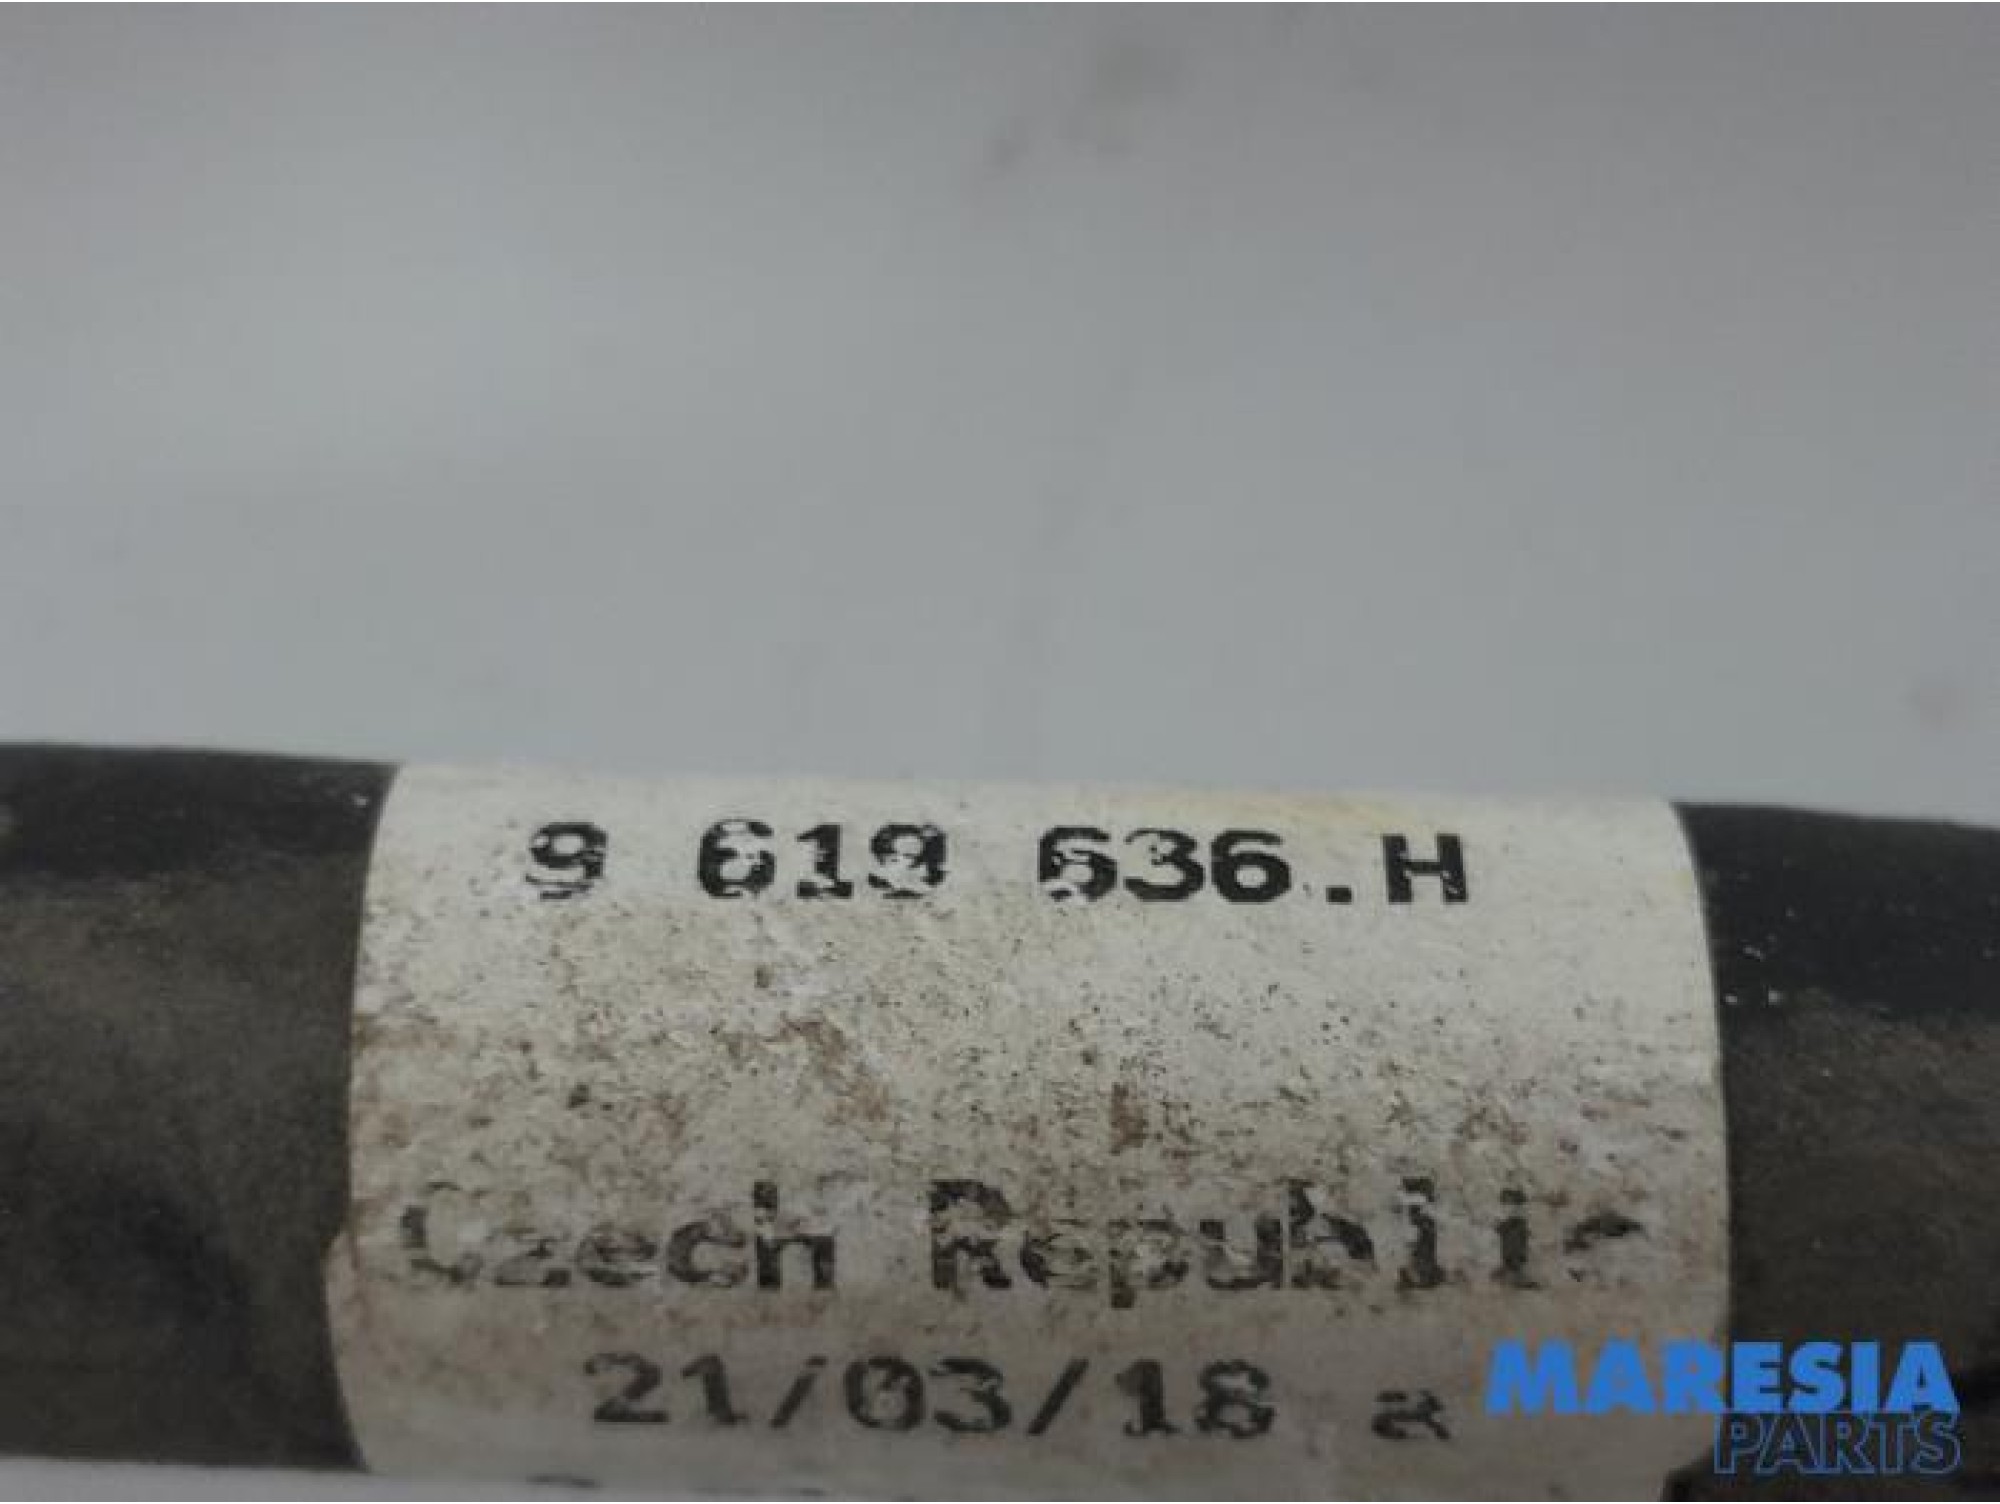 9 619 636.H
Czech Republic
21/03/18 a
MARESIA
PARTS